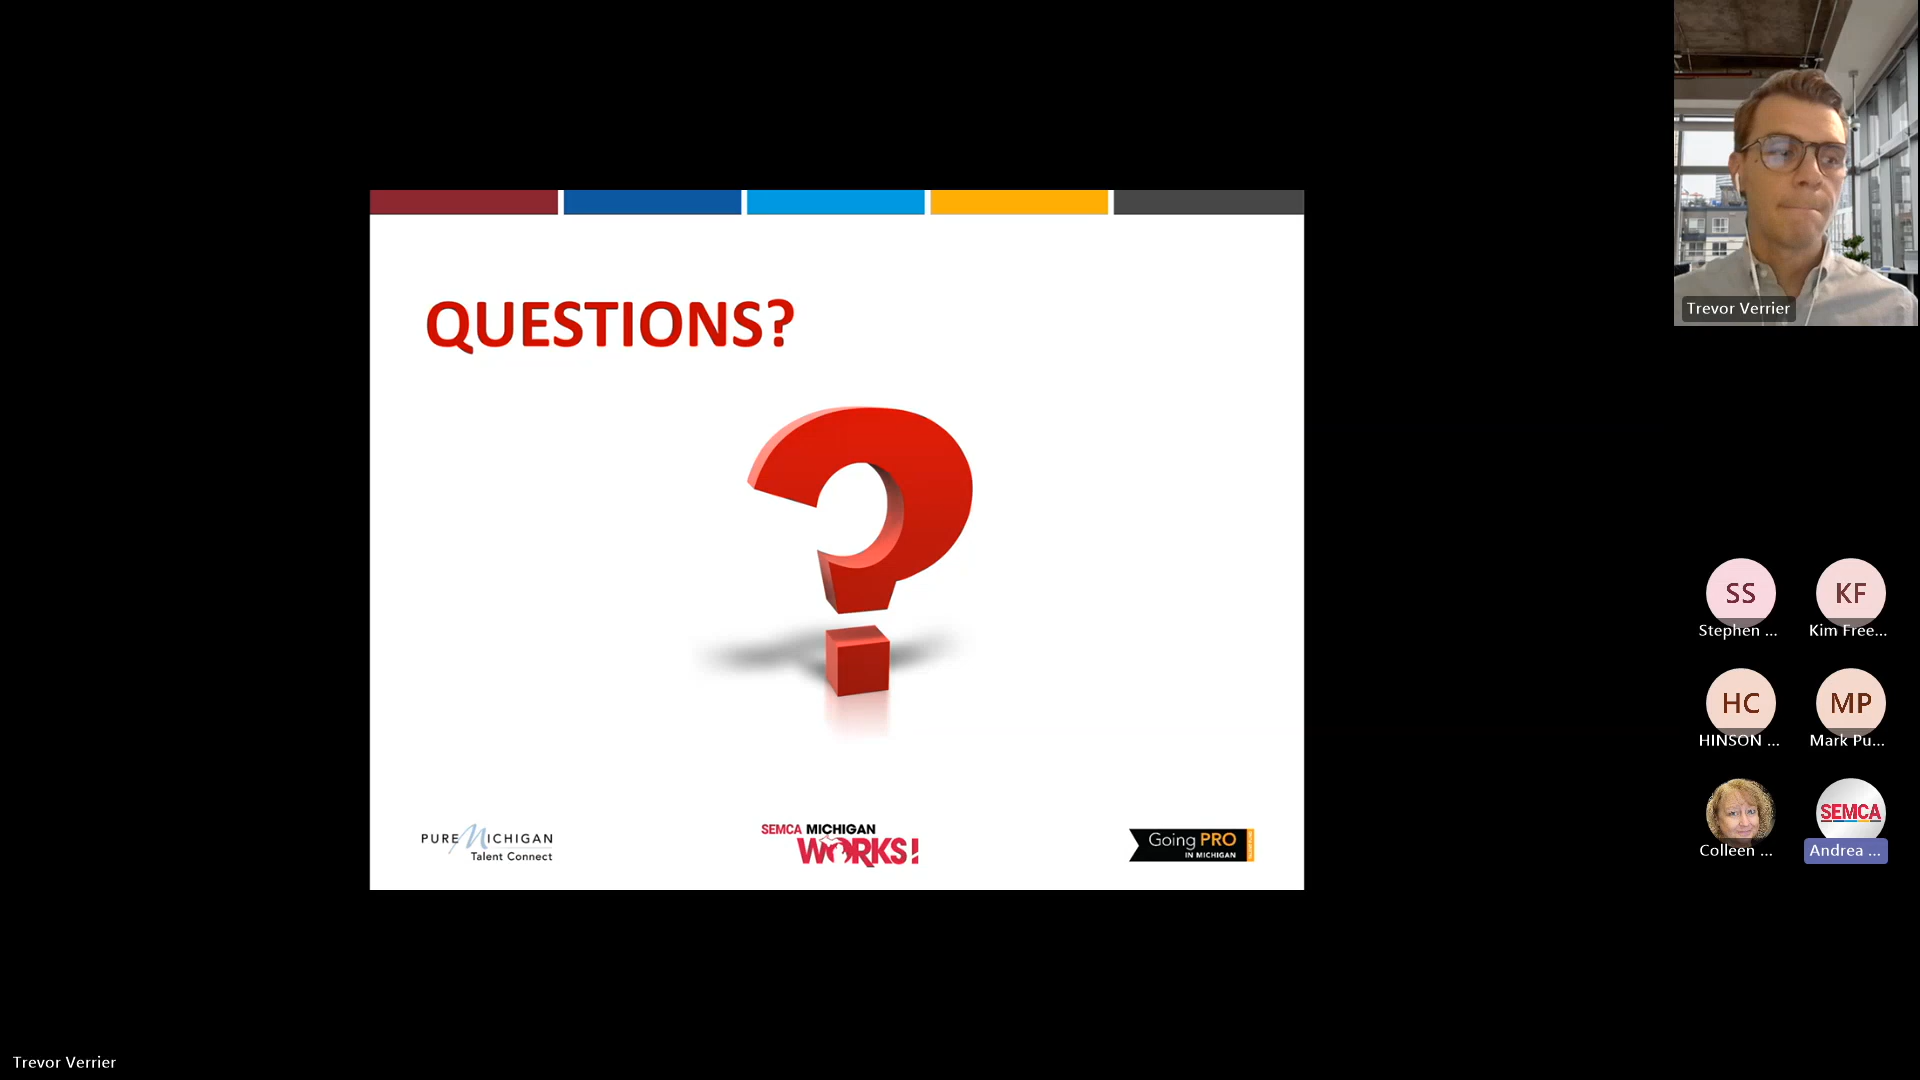 QUESTIONS?
PURE MICHIGAN
Talent Connect
SEMCA MICHIGAN
WORKS!
Going PRO
IN MICHIGAN
Trevor Verrier
SS
KF
Stephen ...
Kim Free...
HC
MP
HINSON ...
Mark Pu...
SEMCA
Colleen ...
Andrea ...
Trevor Verrier